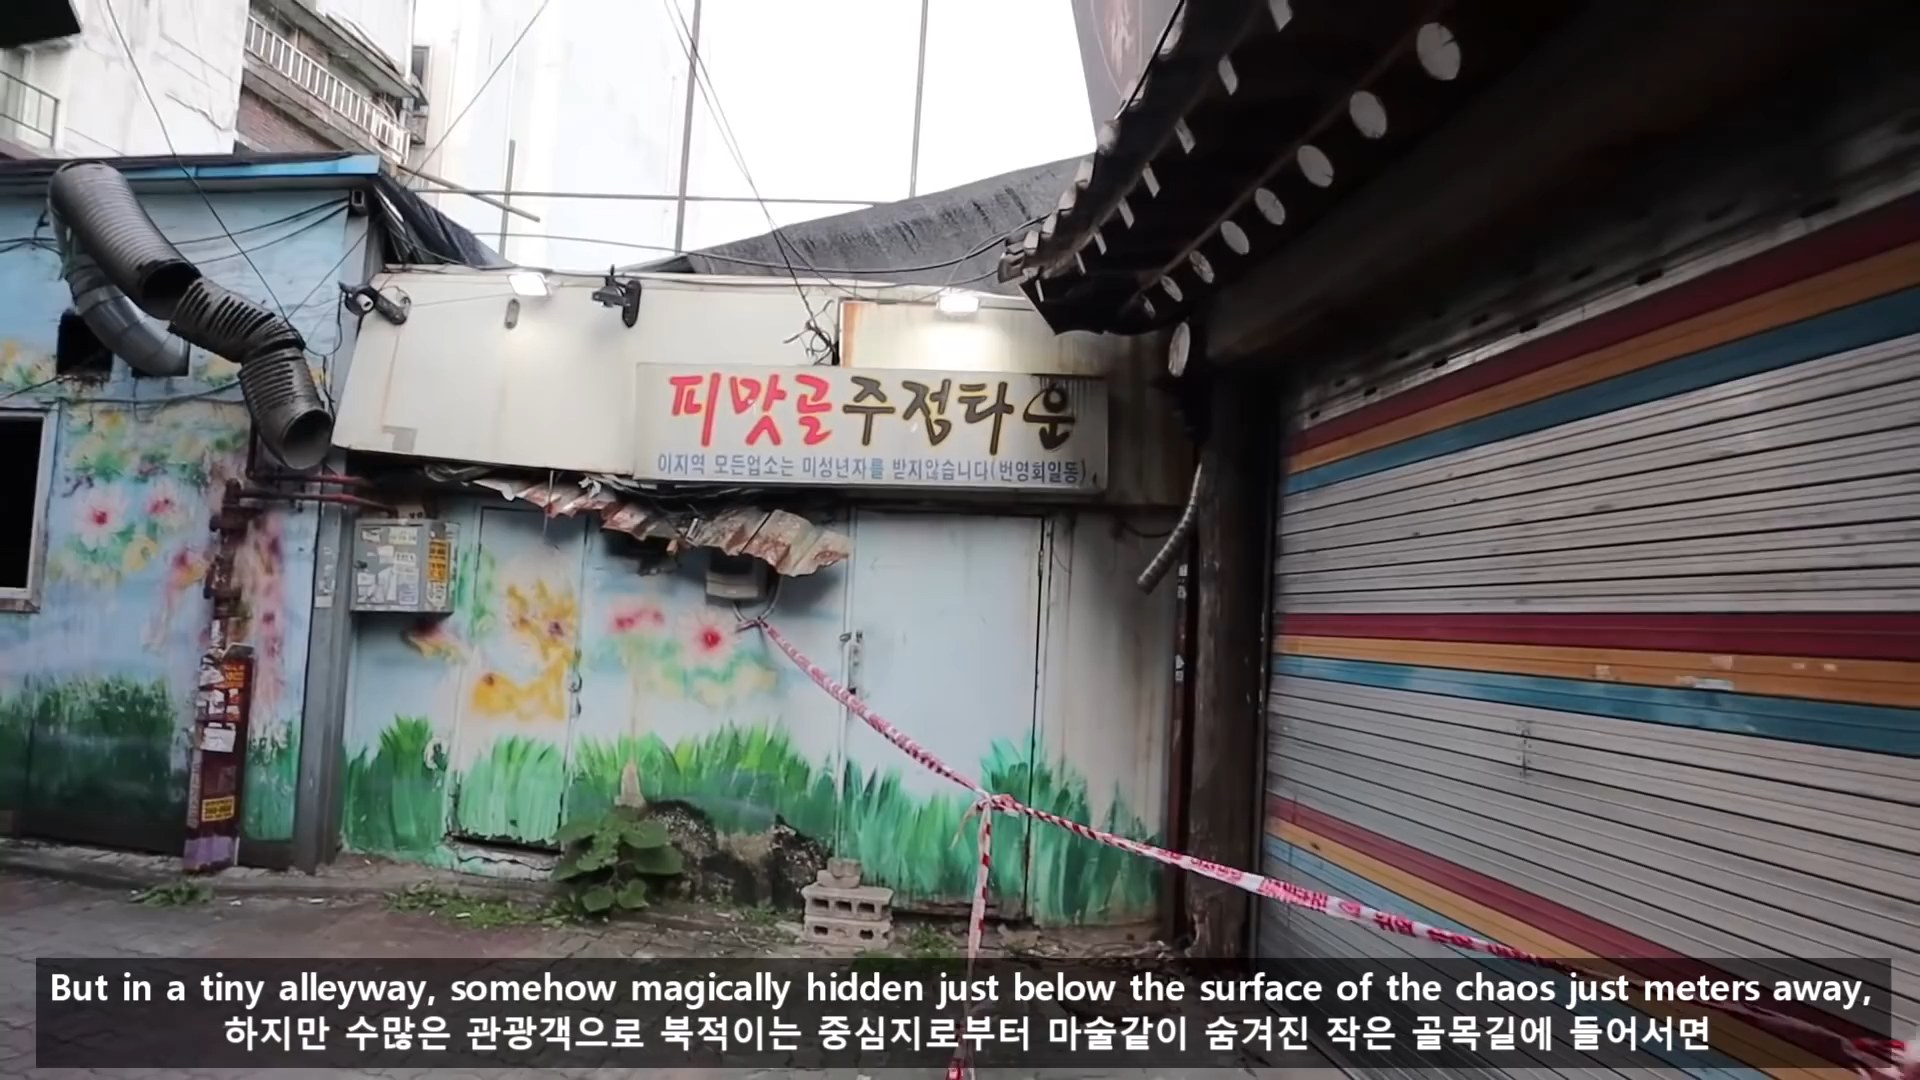 피맛골주점타운
이지역 모든업소는 미성년자를 받지않습니다(번영회일동)
But in a tiny alleyway, somehow magically hidden just below the surface of the chaos just meters away,
하지만 수많은 관광객으로 북적이는 중심지로부터 마술같이 숨겨진 작은 골목길에 들어서면